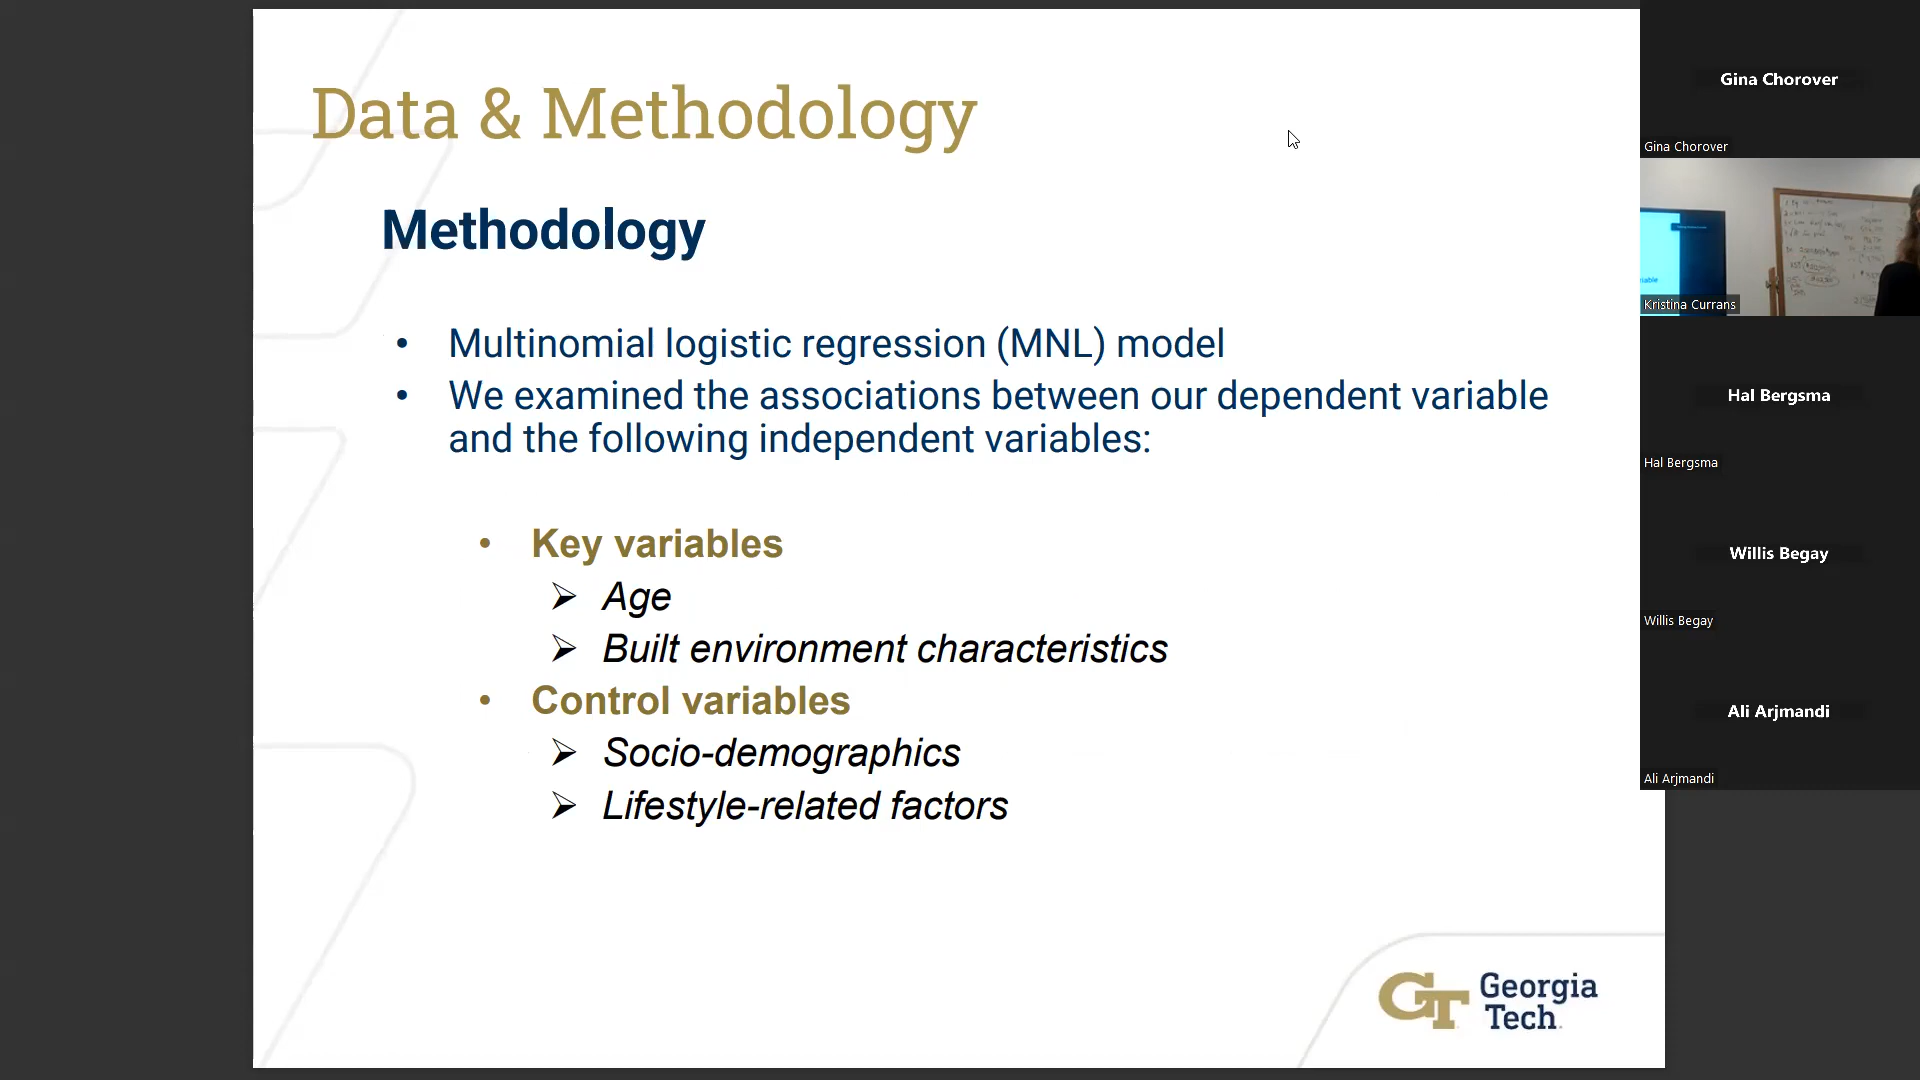 Data & Methodology
Methodology
• Multinomial logistic regression (MNL) model
• We examined the associations between our dependent variable
and the following independent variables:
• Key variables
➢ Age
➢ Built environment characteristics
• Control variables
➢ Socio-demographics
➢ Lifestyle-related factors
GT Georgia
Tech
Gina Chorover
Gina Chorover
Kristina Currans
Hal Bergsma
Hal Bergsma
Willis Begay
Willis Begay
Ali Arjmandi
Ali Arjmandi